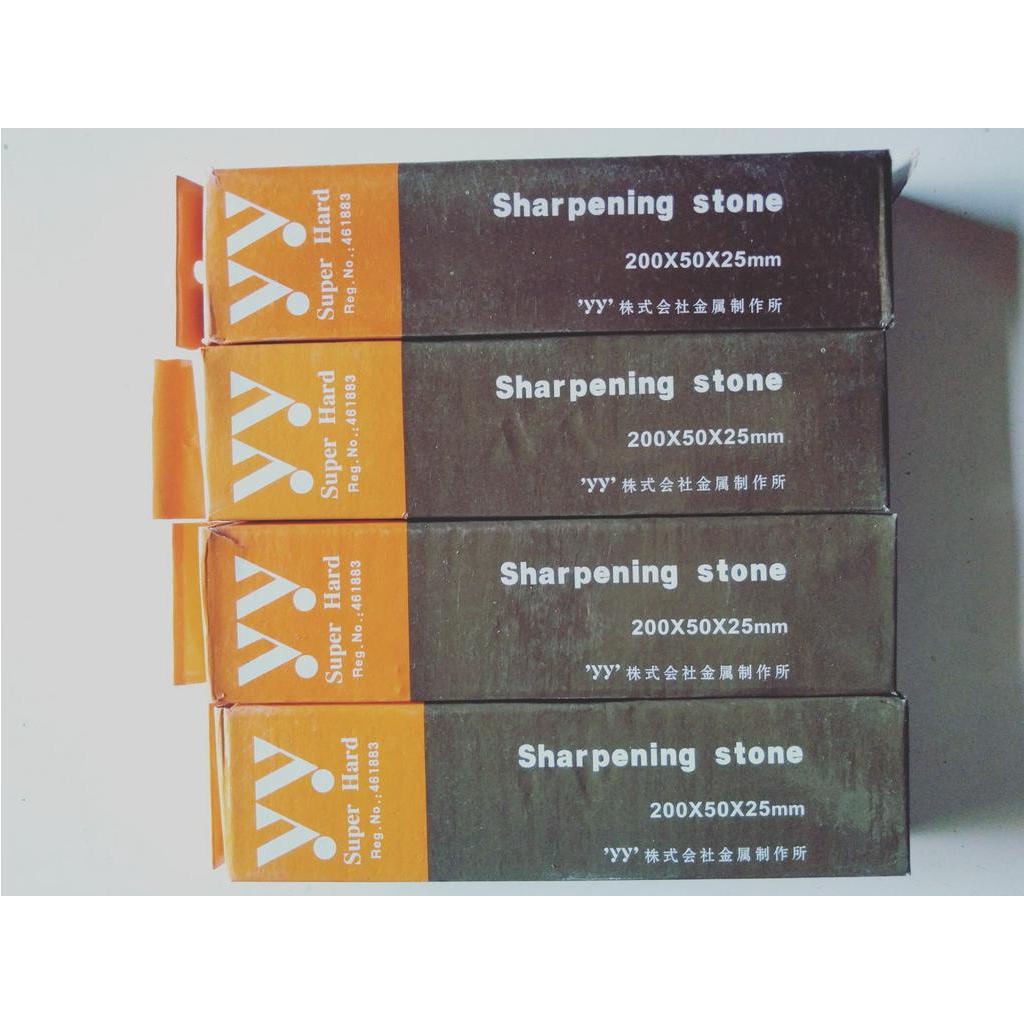 yy
Super Hard
Reg.No.:461883
Sharpening stone
200X50X25mm
'yy' 株式会社金属制作所
yy
Super Hard
Reg.No.:461883
Sharpening stone
200X50X25mm
'yy' 株式会社金属制作所
yy
Super Hard
Reg.No.:461883
Sharpening stone
200X50X25mm
'yy' 株式会社金属制作所
yy
Super Hard
Reg.No.:461883
Sharpening stone
200X50X25mm
'yy' 株式会社金属制作所